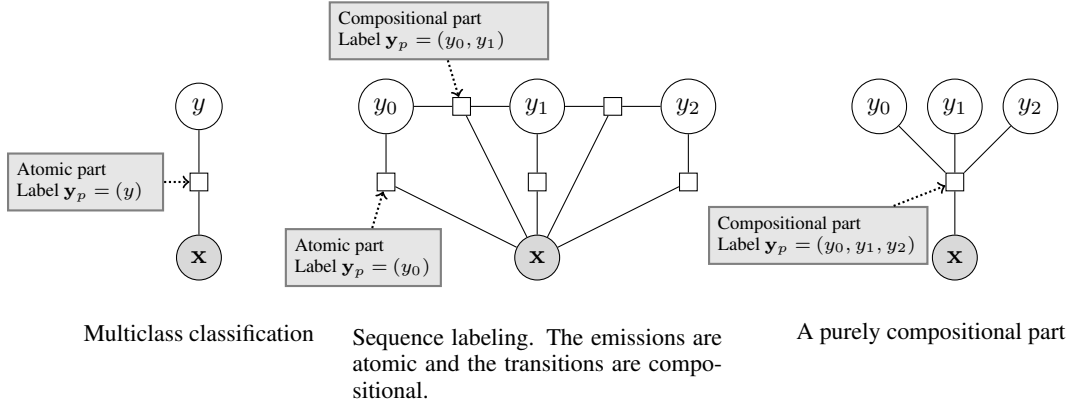 Compositional part
Label y_p = (y_0, y_1)
y
y_0
y_1
y_2
y_0
y_1
y_2
Atomic part
Label y_p = (y)
Atomic part
Label y_p = (y_0)
Compositional part
Label y_p = (y_0, y_1, y_2)
x
x
x
Multiclass classification
Sequence labeling. The emissions are
atomic and the transitions are compo-
sitional.
A purely compositional part